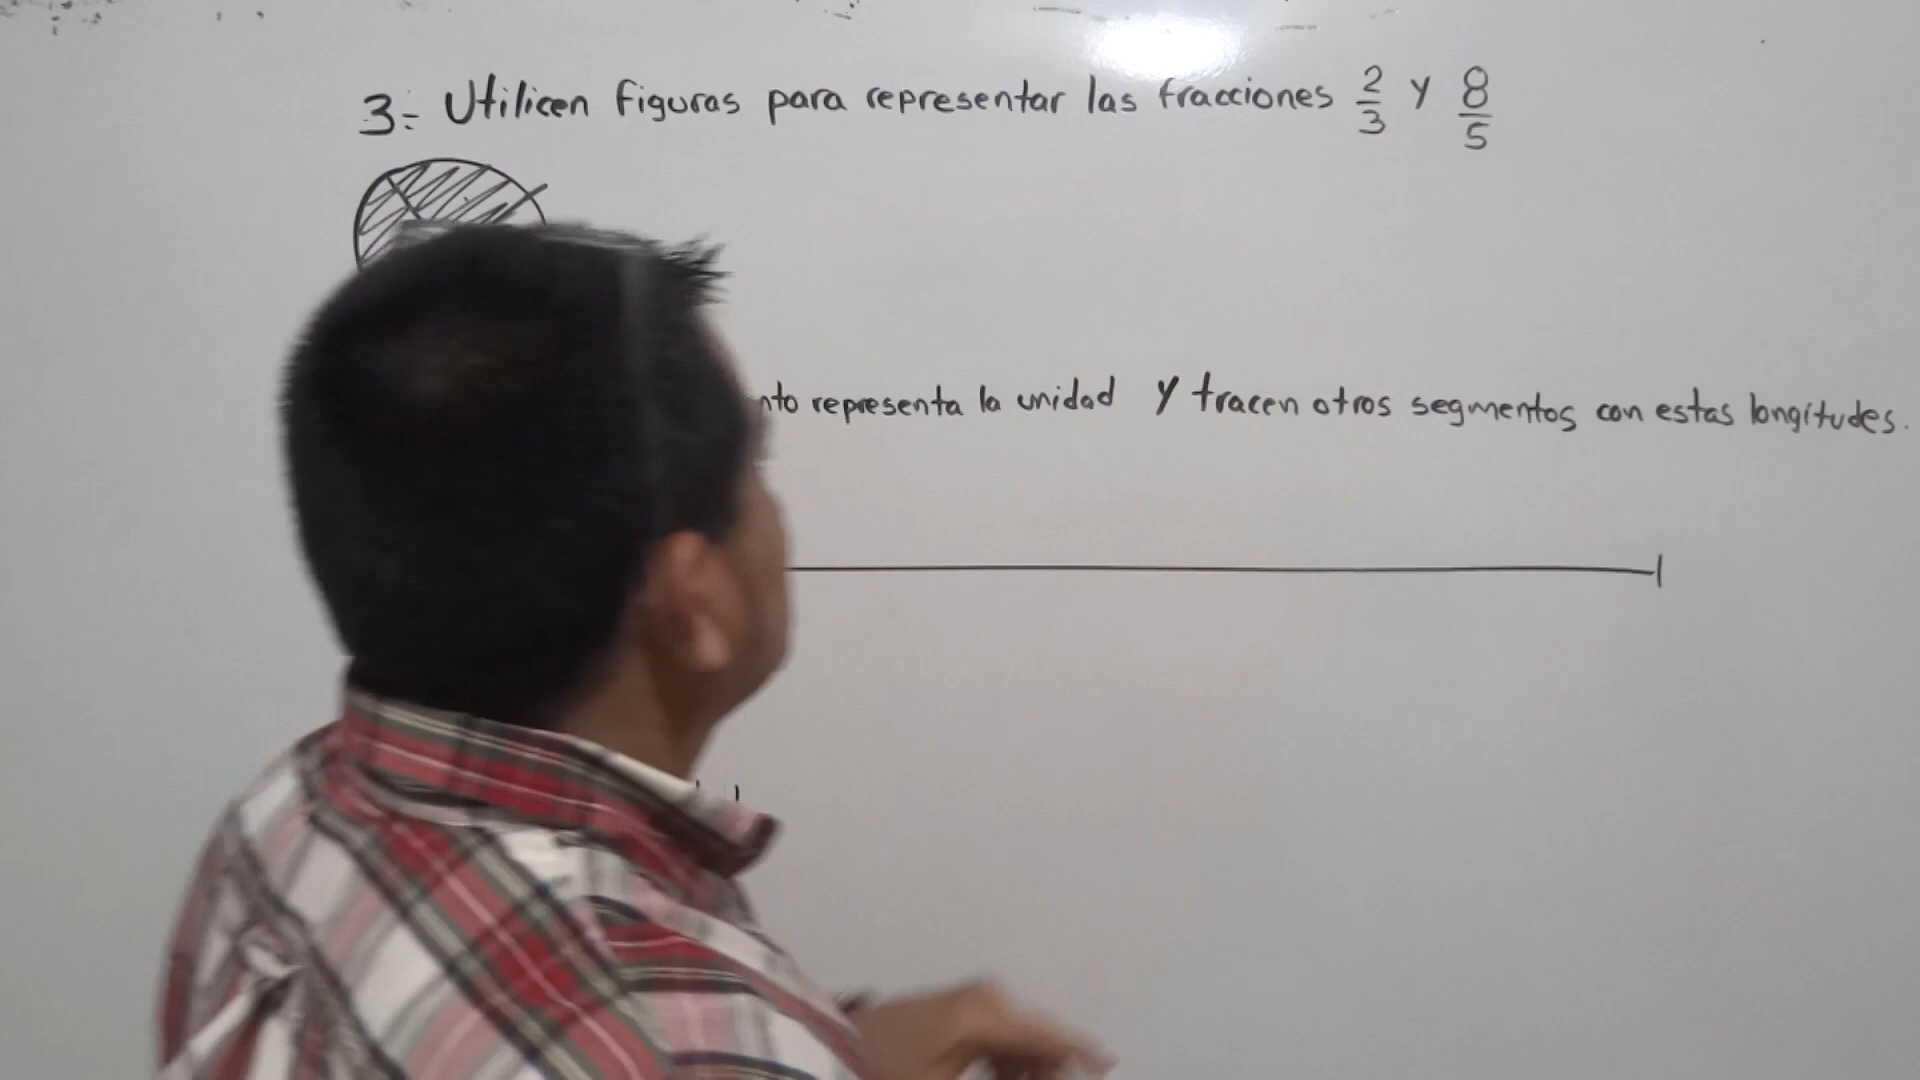 3.- Utilicen figuras para representar las fracciones 2/3 y 8/5
representa la unidad y tracen otros segmentos con estas longitudes.